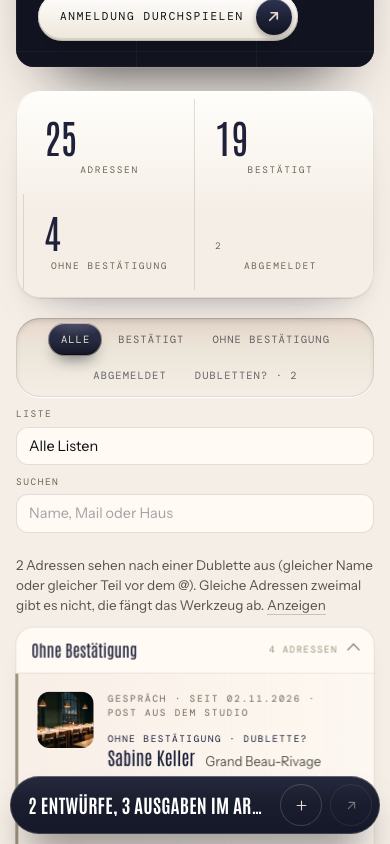 ANMELDUNG DURCHSPIELEN
25
ADRESSEN
19
BESTÄTIGT
4
OHNE BESTÄTIGUNG
2
ABGEMELDET
ALLE
BESTÄTIGT
OHNE BESTÄTIGUNG
ABGEMELDET
DUBLETTEN? · 2
LISTE
Alle Listen
SUCHEN
Name, Mail oder Haus
2 Adressen sehen nach einer Dublette aus (gleicher Name
oder gleicher Teil vor dem @). Gleiche Adressen zweimal
gibt es nicht, die fängt das Werkzeug ab. Anzeigen
Ohne Bestätigung
4 ADRESSEN
GESPRÄCH · SEIT 02.11.2026 ·
POST AUS DEM STUDIO
OHNE BESTÄTIGUNG · DUBLETTE?
Sabine Keller Grand Beau-Rivage
2 ENTWÜRFE, 3 AUSGABEN IM AR…